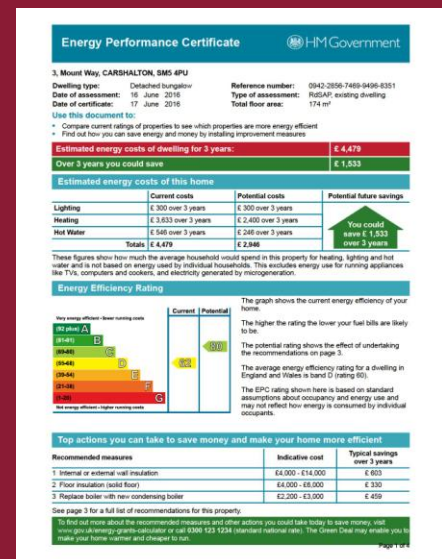 Energy Performance Certificate
HM Government
3, Mount Way, CARSHALTON, SM5 4PU
Dwelling type: Detached bungalow
Date of assessment: 16 June 2016
Date of certificate: 17 June 2016
Reference number: 0942-2856-7469-9496-8351
Type of assessment: RdSAP, existing dwelling
Total floor area: 174 m²
Use this document to:
• Compare current ratings of properties to see which properties are more energy efficient
• Find out how you can save energy and money by installing improvement measures
Estimated energy costs of dwelling for 3 years: £ 4,479
Over 3 years you could save £ 1,533
Estimated energy costs of this home
Current costs Potential costs Potential future savings
Lighting £ 300 over 3 years £ 300 over 3 years
Heating £ 3,633 over 3 years £ 2,400 over 3 years
Hot Water £ 546 over 3 years £ 246 over 3 years
Totals £ 4,479 £ 2,946
You could
save £ 1,533
over 3 years
These figures show how much the average household would spend in this property for heating, lighting and hot
water and is not based on energy used by individual households. This excludes energy use for running appliances
like TVs, computers and cookers, and electricity generated by microgeneration.
Energy Efficiency Rating
Current Potential
Very energy efficient - lower running costs
(92 plus) A
(81-91) B
(69-80) C
(55-68) D
(39-54) E
(21-38) F
(1-20) G
Not energy efficient - higher running costs
62
80
The graph shows the current energy efficiency of your
home.
The higher the rating the lower your fuel bills are likely
to be.
The potential rating shows the effect of undertaking
the recommendations on page 3.
The average energy efficiency rating for a dwelling in
England and Wales is band D (rating 60).
The EPC rating shown here is based on standard
assumptions about occupancy and energy use and
may not reflect how energy is consumed by individual
occupants.
Top actions you can take to save money and make your home more efficient
Recommended measures Indicative cost Typical savings
over 3 years
1 Internal or external wall insulation £4,000 - £14,000 £ 603
2 Floor insulation (solid floor) £4,000 - £6,000 £ 330
3 Replace boiler with new condensing boiler £2,200 - £3,000 £ 459
See page 3 for a full list of recommendations for this property.
To find out more about the recommended measures and other actions you could take today to save money, visit
www.gov.uk/energy-grants-calculator or call 0300 123 1234 (standard national rate). The Green Deal may enable you to
make your home warmer and cheaper to run.
Page 1 of 4